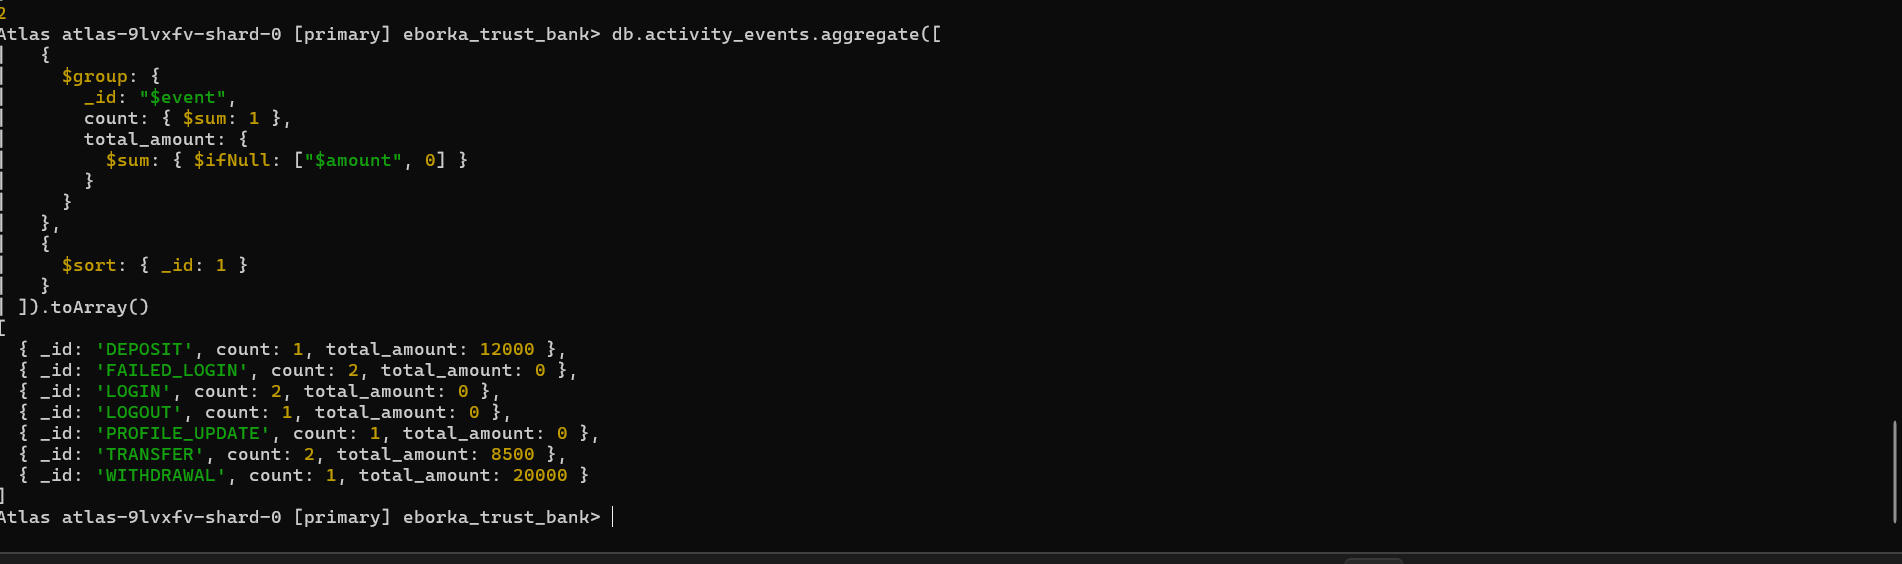 2
Atlas atlas-9lvxfv-shard-0 [primary] eborka_trust_bank> db.activity_events.aggregate([
|   {
|     $group: {
|       _id: "$event",
|       count: { $sum: 1 },
|       total_amount: {
|         $sum: { $ifNull: ["$amount", 0] }
|       }
|     }
|   },
|   {
|     $sort: { _id: 1 }
|   }
| ]).toArray()
[
  { _id: 'DEPOSIT', count: 1, total_amount: 12000 },
  { _id: 'FAILED_LOGIN', count: 2, total_amount: 0 },
  { _id: 'LOGIN', count: 2, total_amount: 0 },
  { _id: 'LOGOUT', count: 1, total_amount: 0 },
  { _id: 'PROFILE_UPDATE', count: 1, total_amount: 0 },
  { _id: 'TRANSFER', count: 2, total_amount: 8500 },
  { _id: 'WITHDRAWAL', count: 1, total_amount: 20000 }
]
Atlas atlas-9lvxfv-shard-0 [primary] eborka_trust_bank>